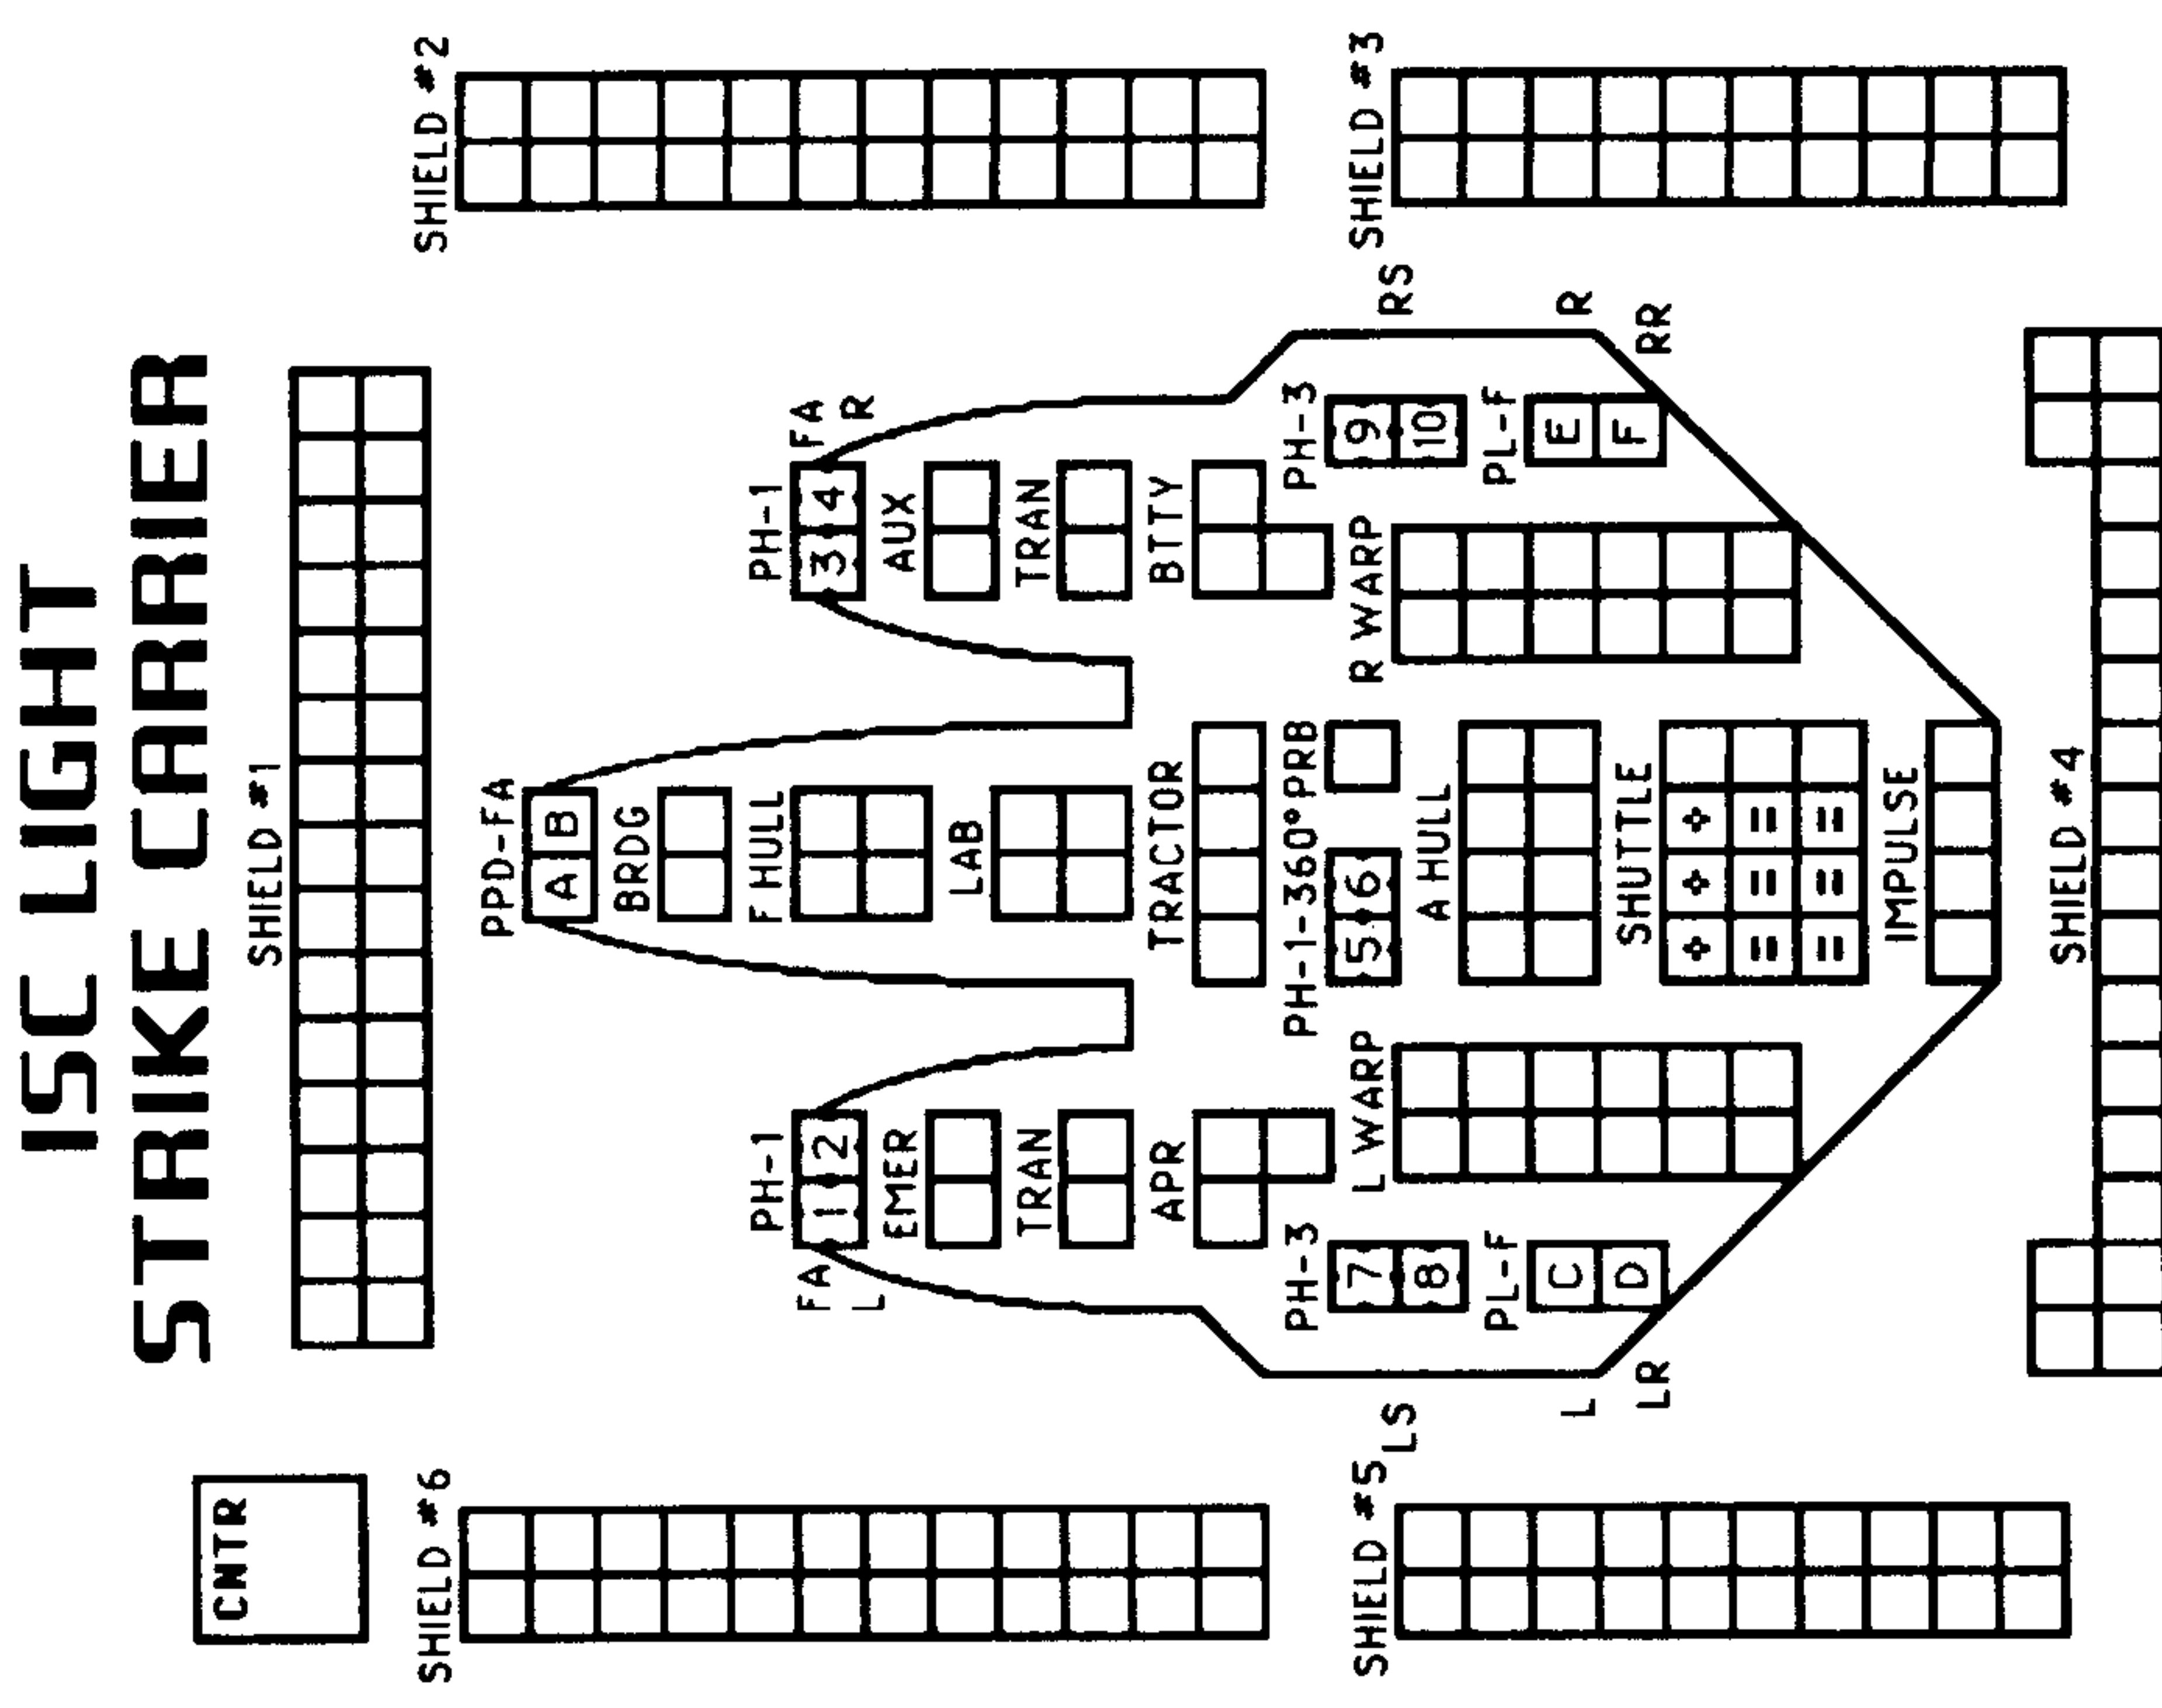 ISC LIGHT
STRIKE CARRIER
CNTR
SHIELD #1
SHIELD #6
SHIELD #2
PPD-FA
A B
BRDG
PH-1
F HULL
PH-1
FA
L
1 2
3 4
FA
R
EMER
LAB
AUX
TRAN
TRAN
APR
TRACTOR
BTTY
PH-3
PH-1-360°
PRB
PH-3
7
8
5 6
9
10
SHIELD #5
LS
L WARP
R WARP
RS
SHIELD #3
A HULL
PL-F
PL-F
C
D
E
F
L
LR
R
RR
SHUTTLE
+ + +
= = =
= = =
IMPULSE
SHIELD #4